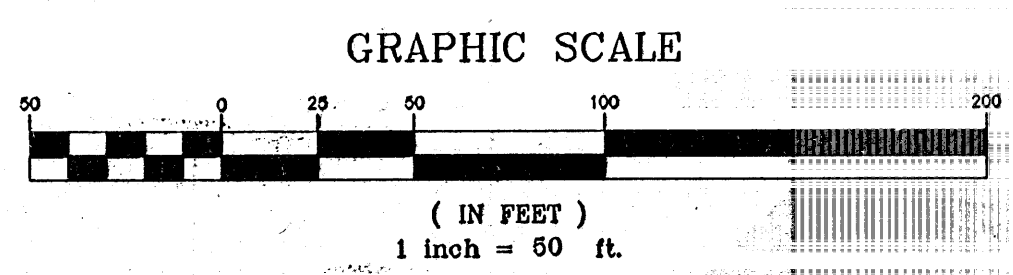 GRAPHIC SCALE
50 0 25 50 100 200
( IN FEET )
1 inch = 50 ft.